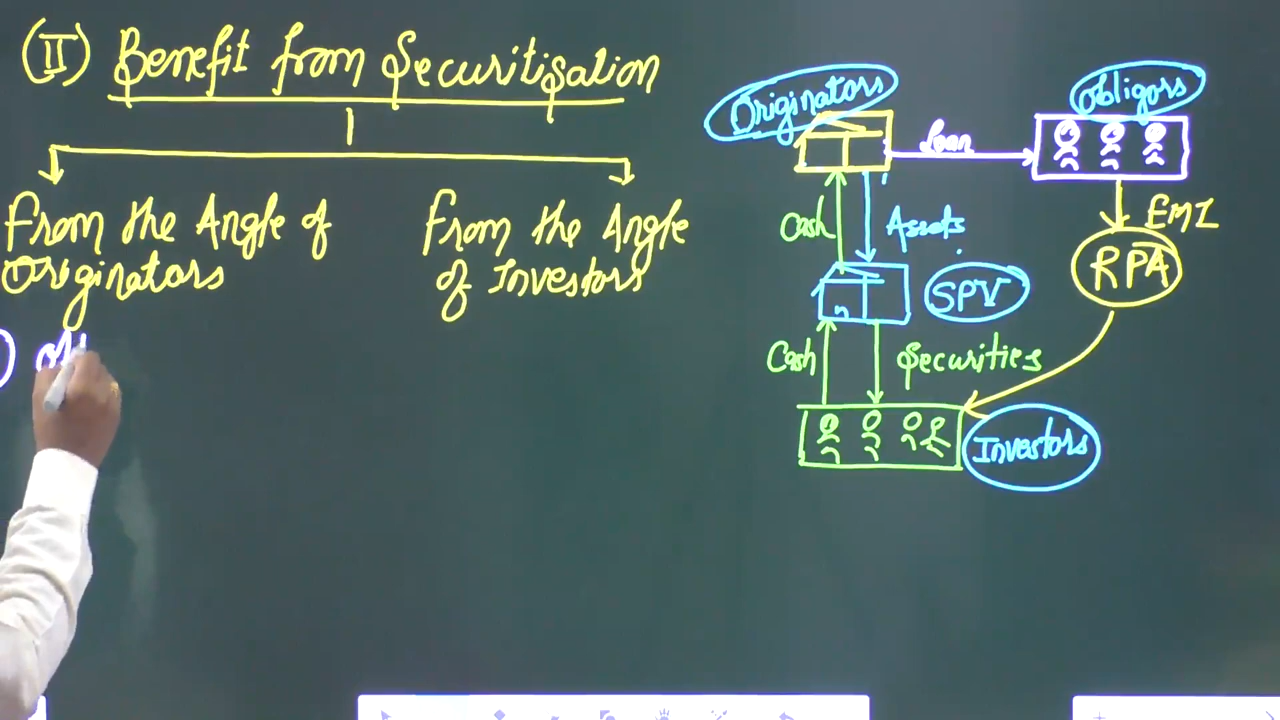 (II) Benefit from Securitisation
From the Angle of
Originators
From the Angle
of Investors
Originators
Obligors
Loan
EMI
Cash
Assets
RPA
SPV
Cash
Securities
Investors